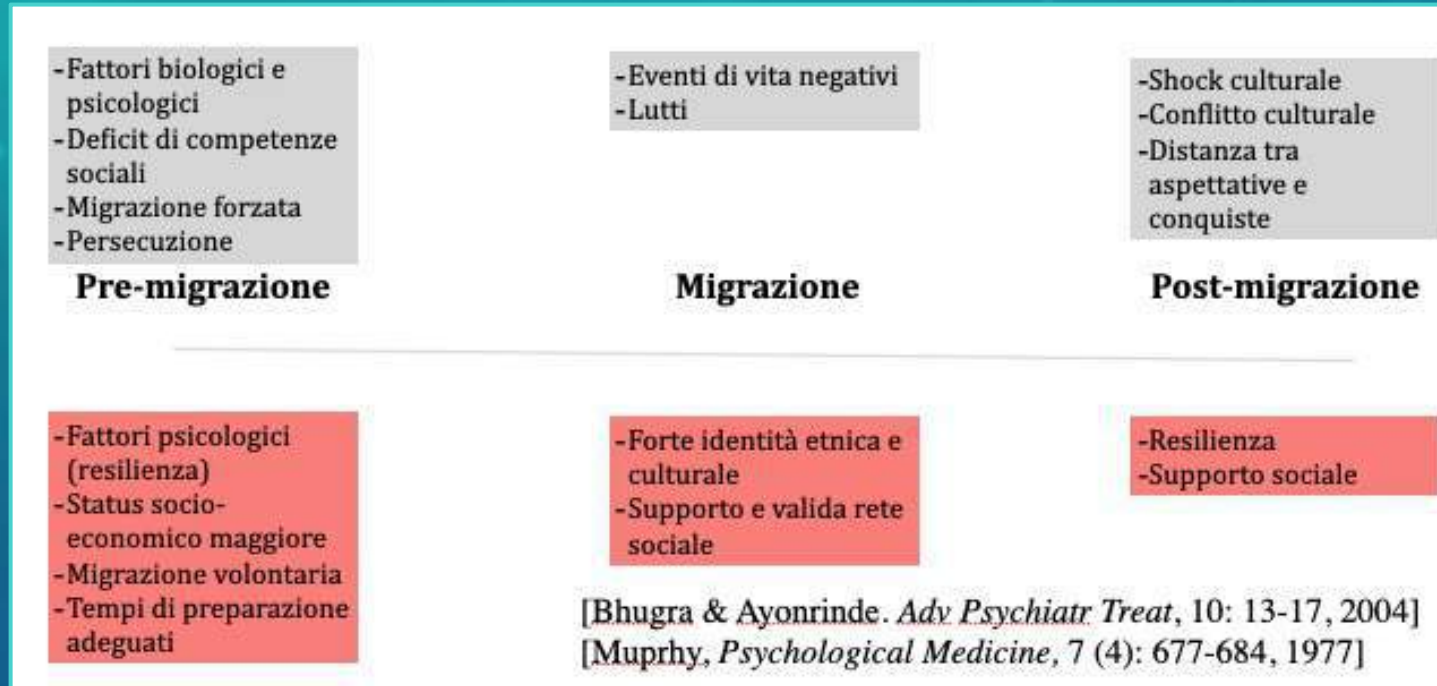 -Fattori biologici e
psicologici
-Deficit di competenze
sociali
-Migrazione forzata
-Persecuzione
Pre-migrazione
-Eventi di vita negativi
-Lutti
Migrazione
-Shock culturale
-Conflitto culturale
-Distanza tra
aspettative e
conquiste
Post-migrazione
-Fattori psicologici
(resilienza)
-Status socio-
economico maggiore
-Migrazione volontaria
-Tempi di preparazione
adeguati
-Forte identità etnica e
culturale
-Supporto e valida rete
sociale
-Resilienza
-Supporto sociale
[Bhugra & Ayonrinde. Adv Psychiatr Treat, 10: 13-17, 2004]
[Muprhy, Psychological Medicine, 7 (4): 677-684, 1977]